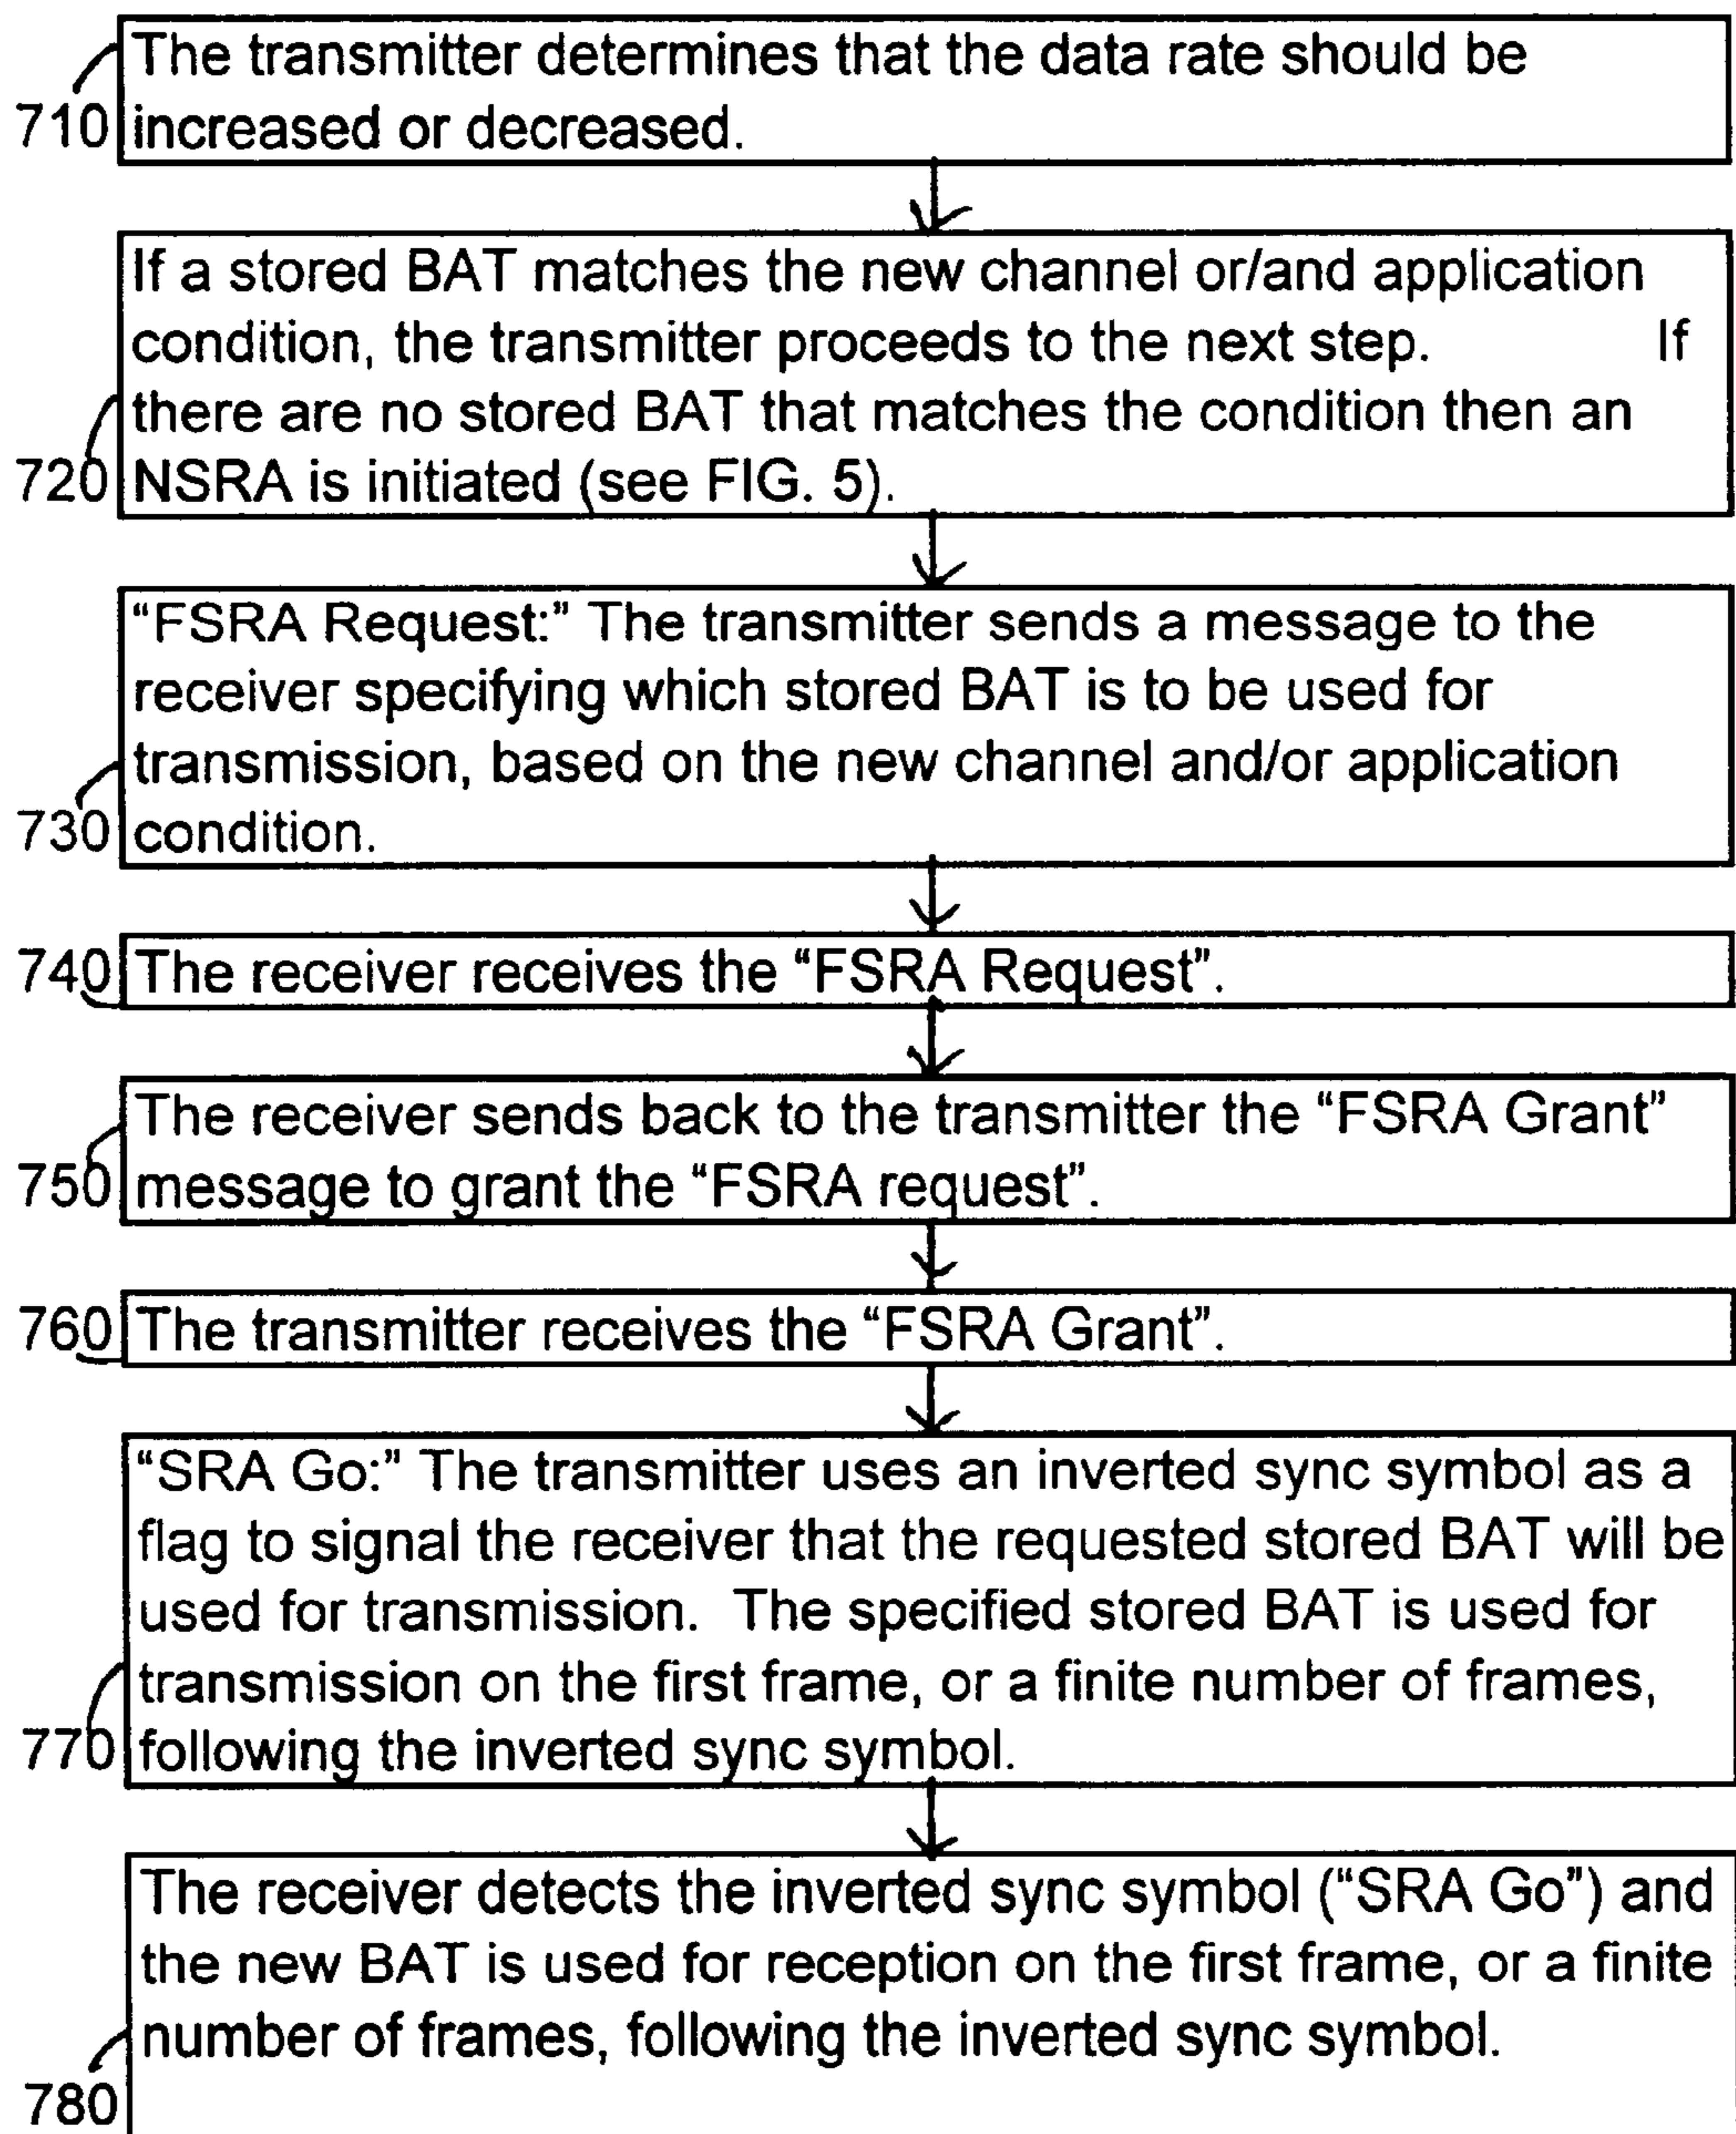 The transmitter determines that the data rate should be
710 increased or decreased.
If a stored BAT matches the new channel or/and application
condition, the transmitter proceeds to the next step. If
there are no stored BAT that matches the condition then an
720 NSRA is initiated (see FIG. 5).
“FSRA Request:” The transmitter sends a message to the
receiver specifying which stored BAT is to be used for
transmission, based on the new channel and/or application
730 condition.
740 The receiver receives the “FSRA Request”.
The receiver sends back to the transmitter the “FSRA Grant”
750 message to grant the “FSRA request”.
760 The transmitter receives the “FSRA Grant”.
“SRA Go:” The transmitter uses an inverted sync symbol as a
flag to signal the receiver that the requested stored BAT will be
used for transmission. The specified stored BAT is used for
transmission on the first frame, or a finite number of frames,
770 following the inverted sync symbol.
The receiver detects the inverted sync symbol (“SRA Go”) and
the new BAT is used for reception on the first frame, or a finite
number of frames, following the inverted sync symbol.
780